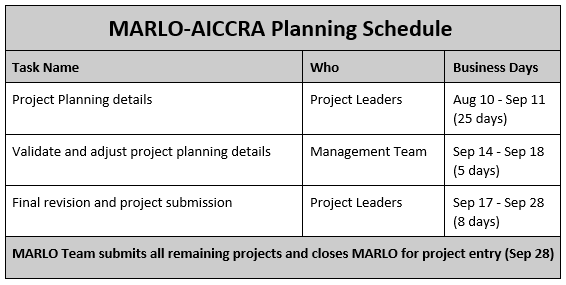 MARLO-AICCRA Planning Schedule
Task Name Who Business Days
Project Planning details Project Leaders Aug 10 - Sep 11
(25 days)
Validate and adjust project planning details Management Team Sep 14 - Sep 18
(5 days)
Final revision and project submission Project Leaders Sep 17 - Sep 28
(8 days)
MARLO Team submits all remaining projects and closes MARLO for project entry (Sep 28)